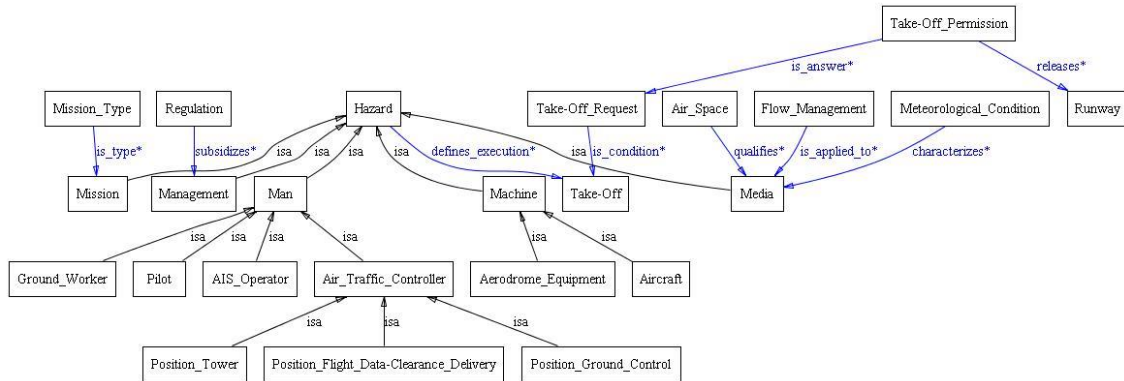 Take-Off_Permission
is_answer*
releases*
Mission_Type
Regulation
Hazard
Take-Off_Request
Air_Space
Flow_Management
Meteorological_Condition
Runway
is_type*
subsidizes*
isa
isa
isa
isa
defines_execution*
is_condition*
qualifies*
is_applied_to*
isa
characterizes*
Mission
Management
Man
Machine
Take-Off
Media
isa
isa
isa
isa
isa
isa
Ground_Worker
Pilot
AIS_Operator
Air_Traffic_Controller
Aerodrome_Equipment
Aircraft
isa
isa
isa
Position_Tower
Position_Flight_Data-Clearance_Delivery
Position_Ground_Control